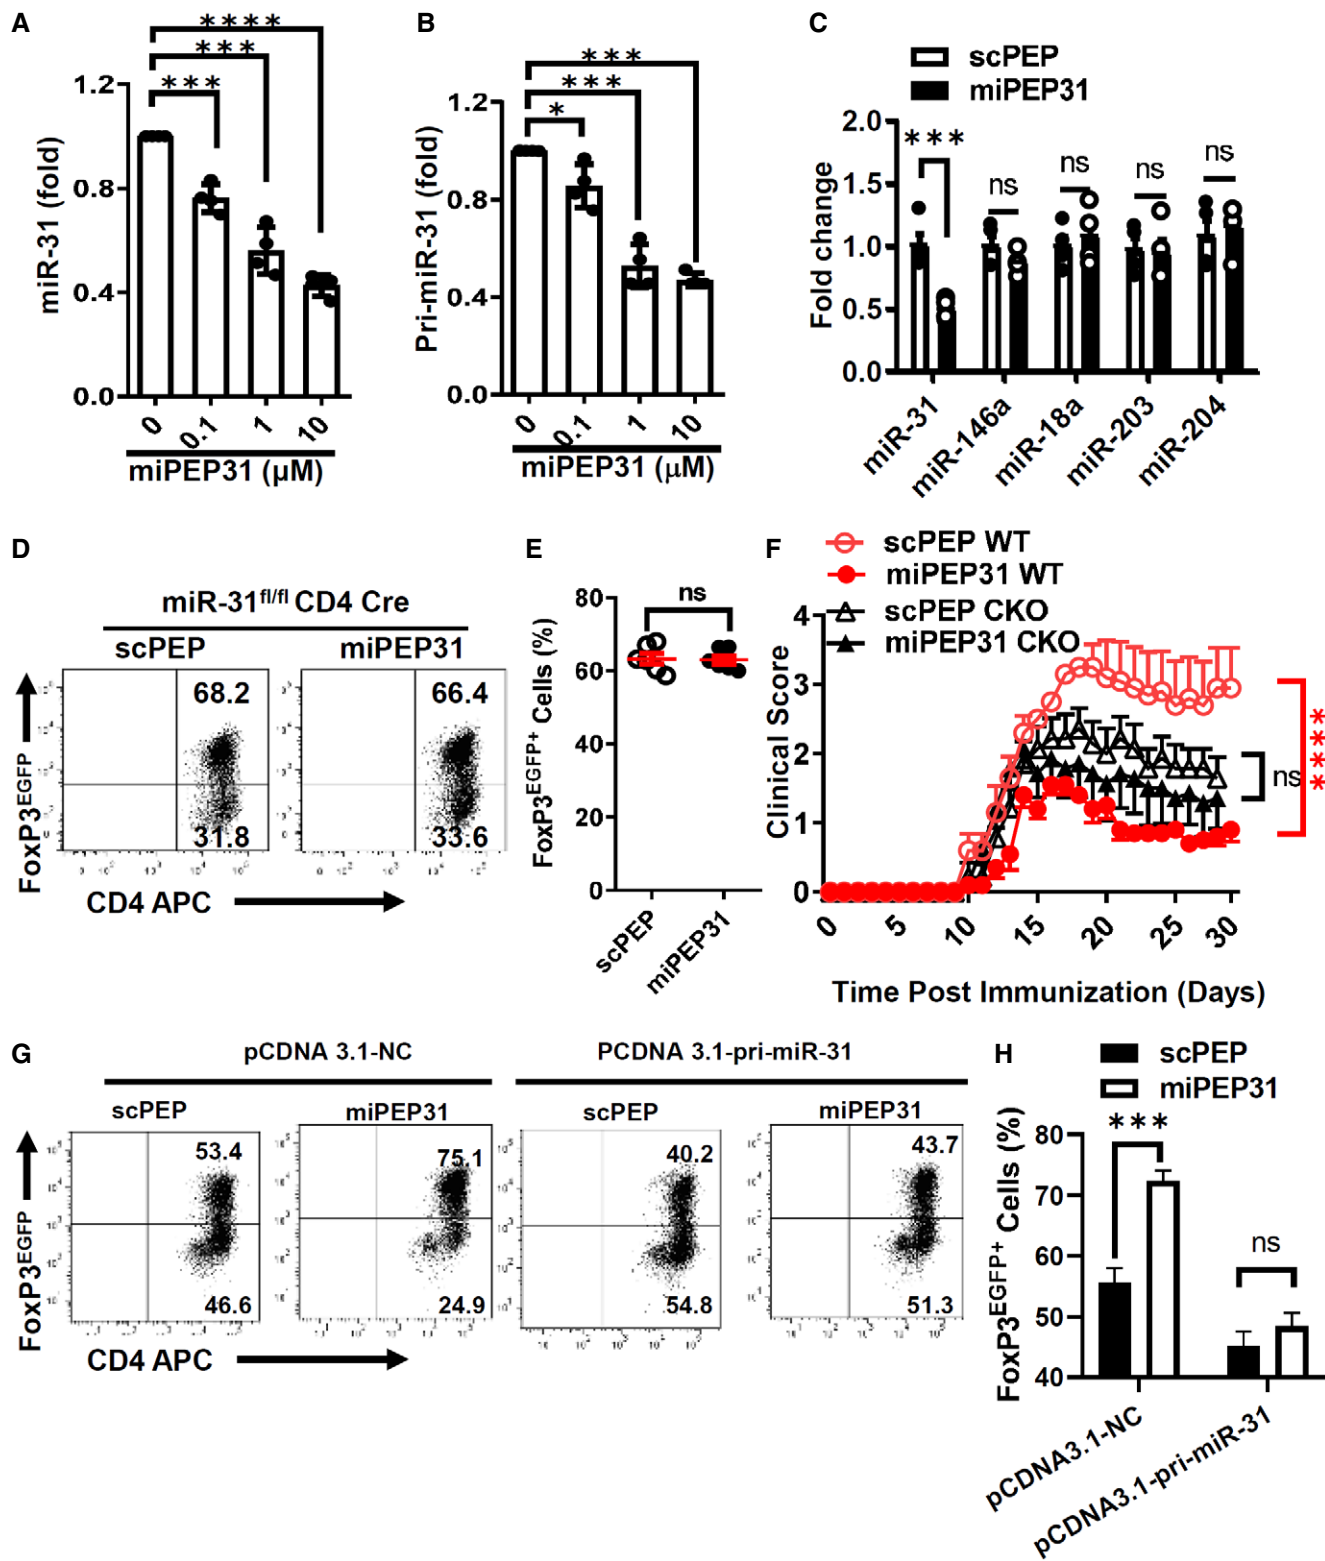 A
miR-31 (fold)
1.2
0.8
0.4
0.0
****
***
***
0
0.1
1
10
miPEP31 (µM)
B
Pri-miR-31 (fold)
1.2
0.8
0.4
0.0
***
***
*
0
0.1
1
10
miPEP31 (µM)
C
scPEP
miPEP31
Fold change
2.0
1.5
1.0
0.5
0.0
***
ns
ns
ns
ns
miR-31
miR-146a
miR-18a
miR-203
miR-204
D
miR-31fl/fl CD4 Cre
scPEP
miPEP31
68.2
31.8
66.4
33.6
FoxP3EGFP
CD4 APC
E
FoxP3EGFP+ Cells (%)
80
60
40
20
0
ns
scPEP
miPEP31
F
scPEP WT
miPEP31 WT
scPEP CKO
miPEP31 CKO
Clinical Score
4
3
2
1
0
ns
****
0
5
10
15
20
25
30
Time Post Immunization (Days)
G
pCDNA 3.1-NC
PCDNA 3.1-pri-miR-31
scPEP
miPEP31
scPEP
miPEP31
53.4
46.6
75.1
24.9
40.2
54.8
43.7
51.3
FoxP3EGFP
CD4 APC
H
scPEP
miPEP31
FoxP3EGFP+ Cells (%)
80
70
60
50
40
***
ns
pCDNA3.1-NC
pCDNA3.1-pri-miR-31